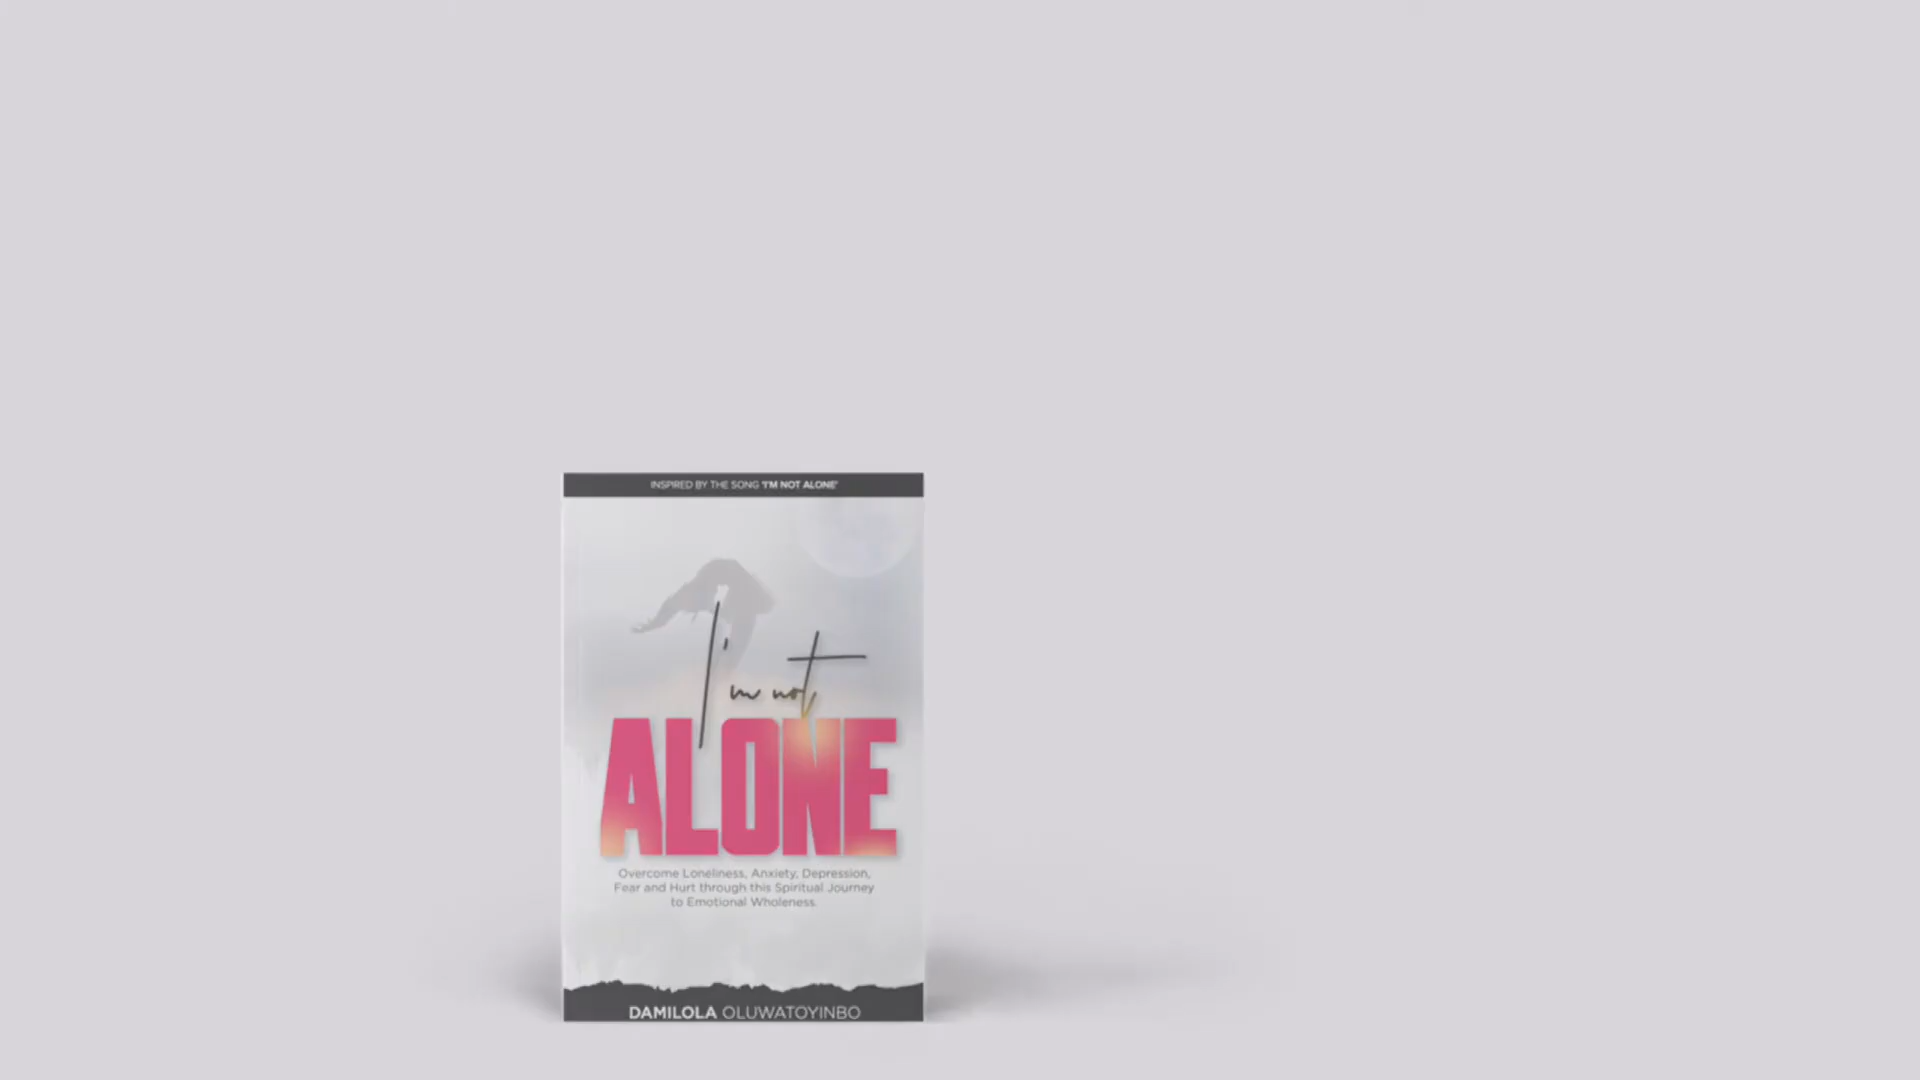 INSPIRED BY THE SONG 'I'M NOT ALONE'
I'm not
ALONE
Overcome Loneliness, Anxiety, Depression,
Fear and Hurt through this Spiritual Journey
to Emotional Wholeness.
DAMILOLA OLUWATOYINBO